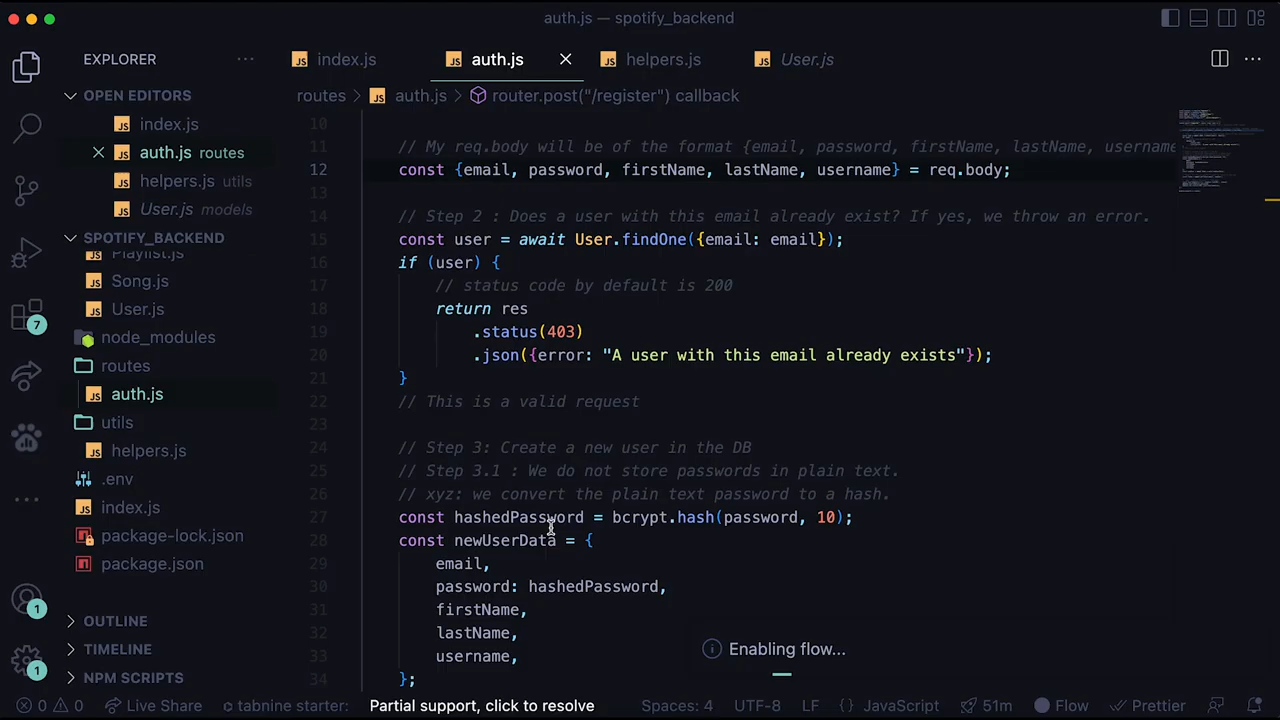 auth.js — spotify_backend
EXPLORER
OPEN EDITORS
index.js
auth.js routes
helpers.js utils
User.js models
SPOTIFY_BACKEND
Playlist.js
Song.js
User.js
node_modules
routes
auth.js
utils
helpers.js
.env
index.js
package-lock.json
package.json
OUTLINE
TIMELINE
NPM SCRIPTS
7
1
1
index.js auth.js helpers.js User.js
routes > auth.js > router.post("/register") callback
10
11 // My req.body will be of the format {email, password, firstName, lastName, username
12 const {email, password, firstName, lastName, username} = req.body;
13
14 // Step 2 : Does a user with this email already exist? If yes, we throw an error.
15 const user = await User.findOne({email: email});
16 if (user) {
17 // status code by default is 200
18 return res
19 .status(403)
20 .json({error: "A user with this email already exists"});
21 }
22 // This is a valid request
23
24 // Step 3: Create a new user in the DB
25 // Step 3.1 : We do not store passwords in plain text.
26 // xyz: we convert the plain text password to a hash.
27 const hashedPassword = bcrypt.hash(password, 10);
28 const newUserData = {
29 email,
30 password: hashedPassword,
31 firstName,
32 lastName,
33 username,
34 };
Enabling flow...
0 0 Live Share tabnine starter: Partial support, click to resolve Spaces: 4 UTF-8 LF {} JavaScript 51m Flow Prettier